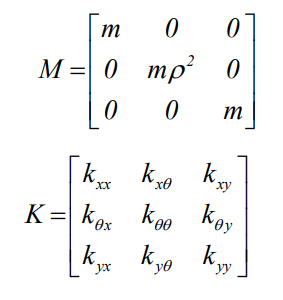 M = [ m 0 0
0 mρ² 0
0 0 m ]
K = [ k_xx k_xθ k_xy
k_θx k_θθ k_θy
k_yx k_yθ k_yy ]